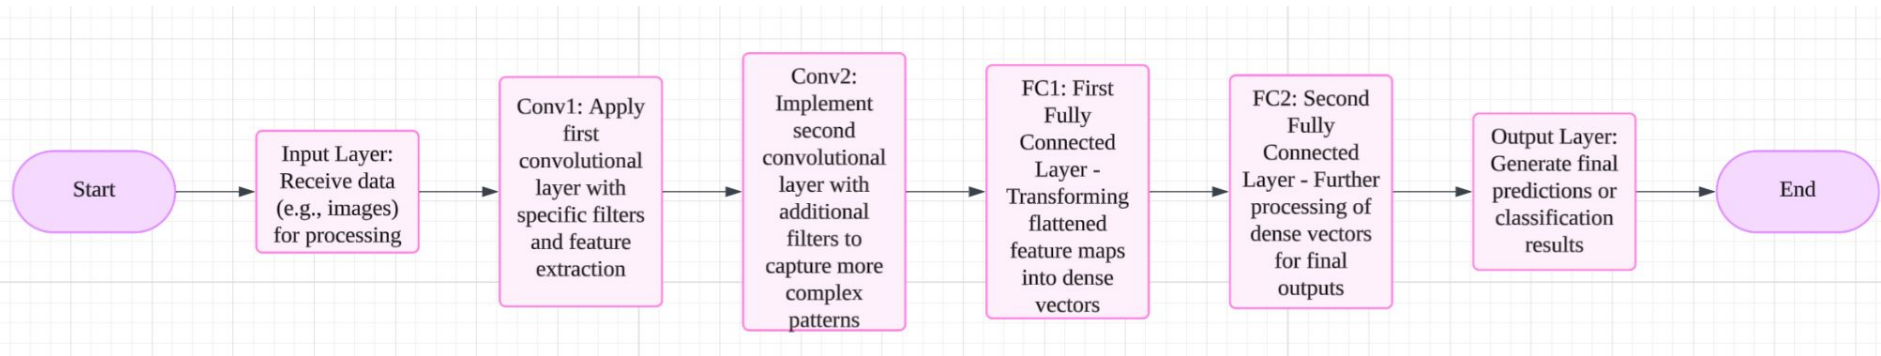 Start
Input Layer:
Receive data
(e.g., images)
for processing
Conv1: Apply
first
convolutional
layer with
specific filters
and feature
extraction
Conv2:
Implement
second
convolutional
layer with
additional
filters to
capture more
complex
patterns
FC1: First
Fully
Connected
Layer -
Transforming
flattened
feature maps
into dense
vectors
FC2: Second
Fully
Connected
Layer - Further
processing of
dense vectors
for final
outputs
Output Layer:
Generate final
predictions or
classification
results
End